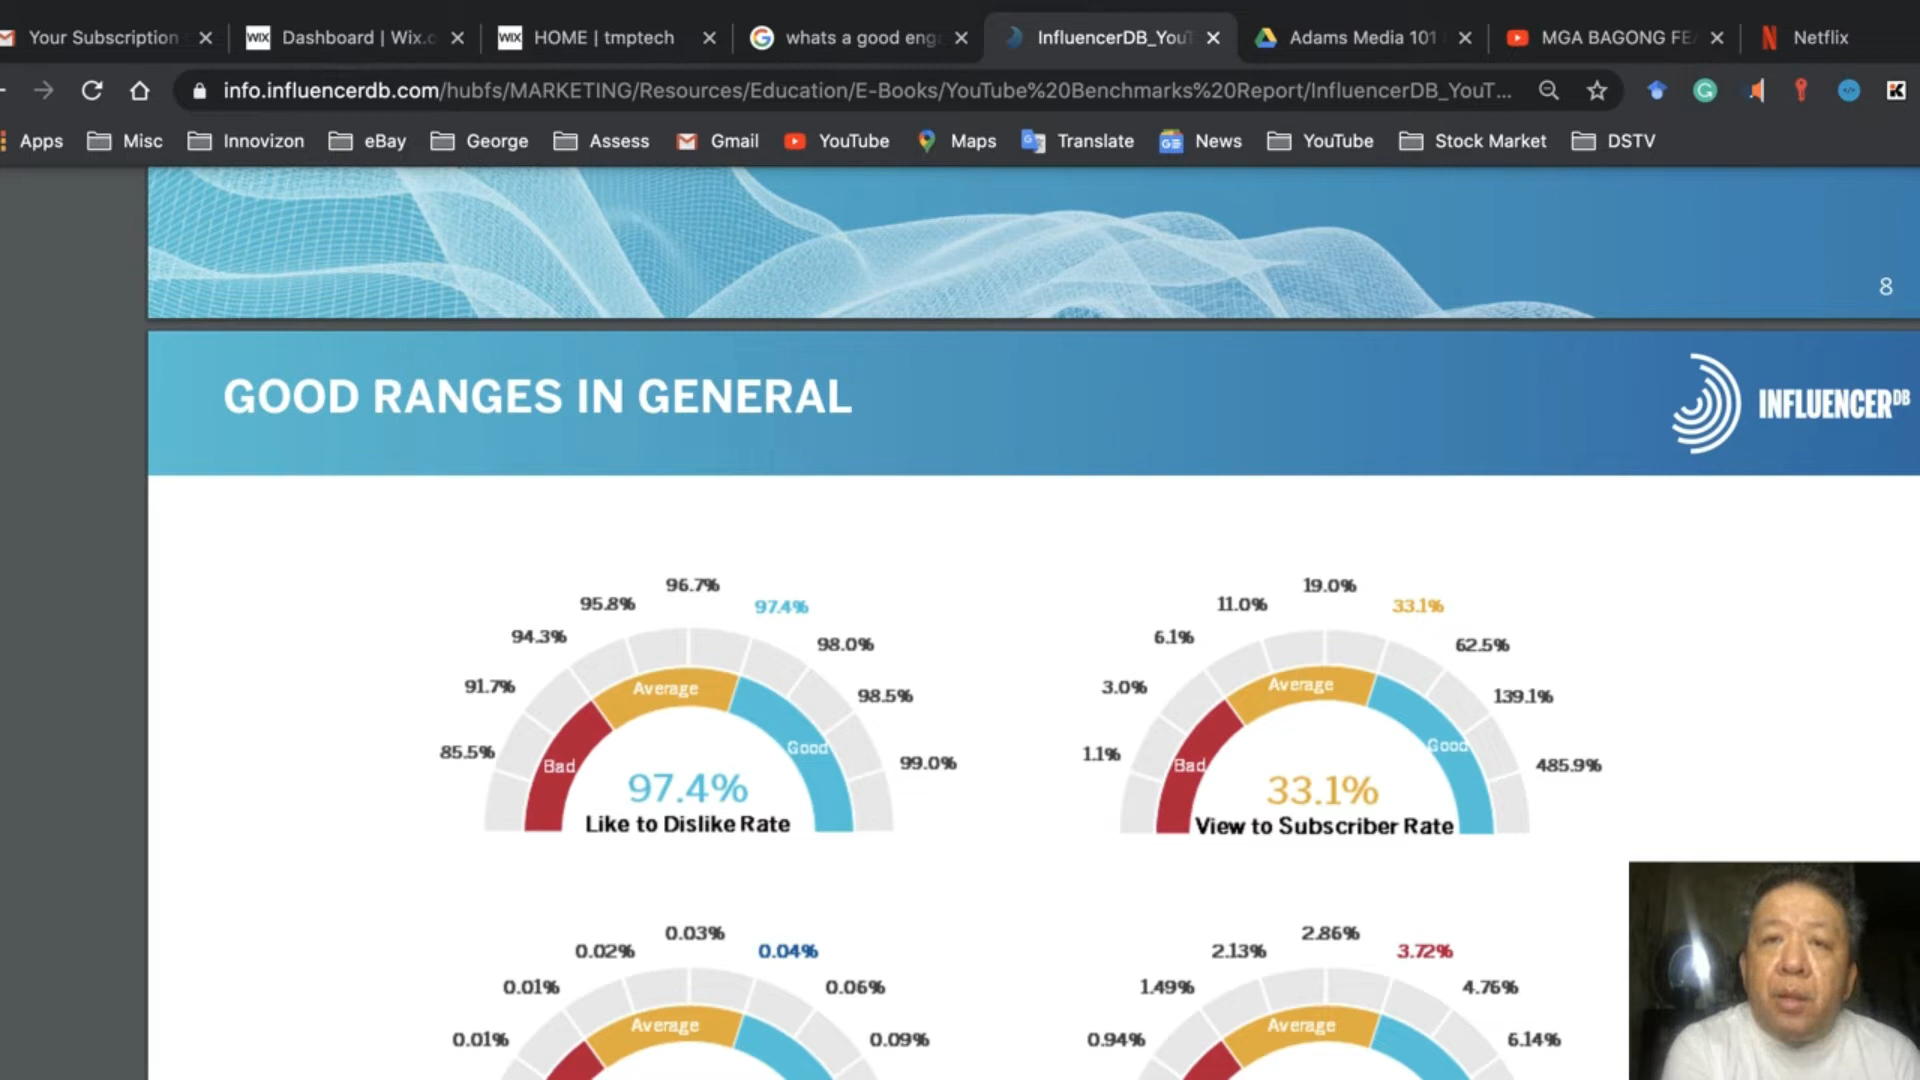 Your Subscription
WIX Dashboard | Wix.c
WIX HOME | tmptech
whats a good eng
InfluencerDB_YouT
Adams Media 101
MGA BAGONG FEA
Netflix
info.influencerdb.com/hubfs/MARKETING/Resources/Education/E-Books/YouTube%20Benchmarks%20Report/InfluencerDB_YouT...
Apps Misc Innovizon eBay George Assess Gmail YouTube Maps Translate News YouTube Stock Market DSTV
8
GOOD RANGES IN GENERAL
INFLUENCERDB
85.5%
91.7%
94.3%
95.8%
96.7%
97.4%
98.0%
98.5%
99.0%
Bad
Average
Good
97.4%
Like to Dislike Rate
1.1%
3.0%
6.1%
11.0%
19.0%
33.1%
62.5%
139.1%
485.9%
Bad
Average
Good
33.1%
View to Subscriber Rate
0.01%
0.01%
0.02%
0.03%
0.04%
0.06%
0.09%
Average
0.94%
1.49%
2.13%
2.86%
3.72%
4.76%
6.14%
Average